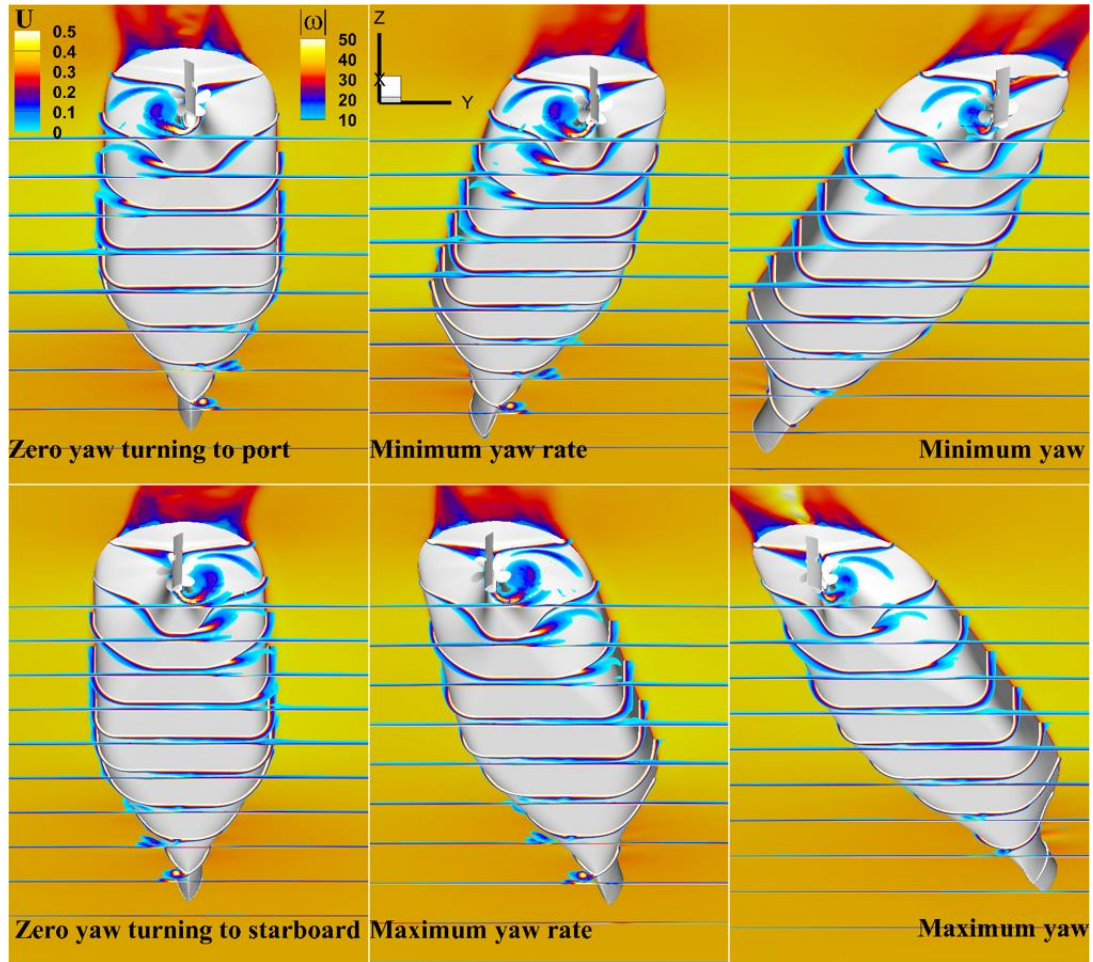 U
0.5
0.4
0.3
0.2
0.1
0
|ω|
50
40
30
20
10
Z
X
Y
Zero yaw turning to port
Minimum yaw rate
Minimum yaw
Zero yaw turning to starboard
Maximum yaw rate
Maximum yaw